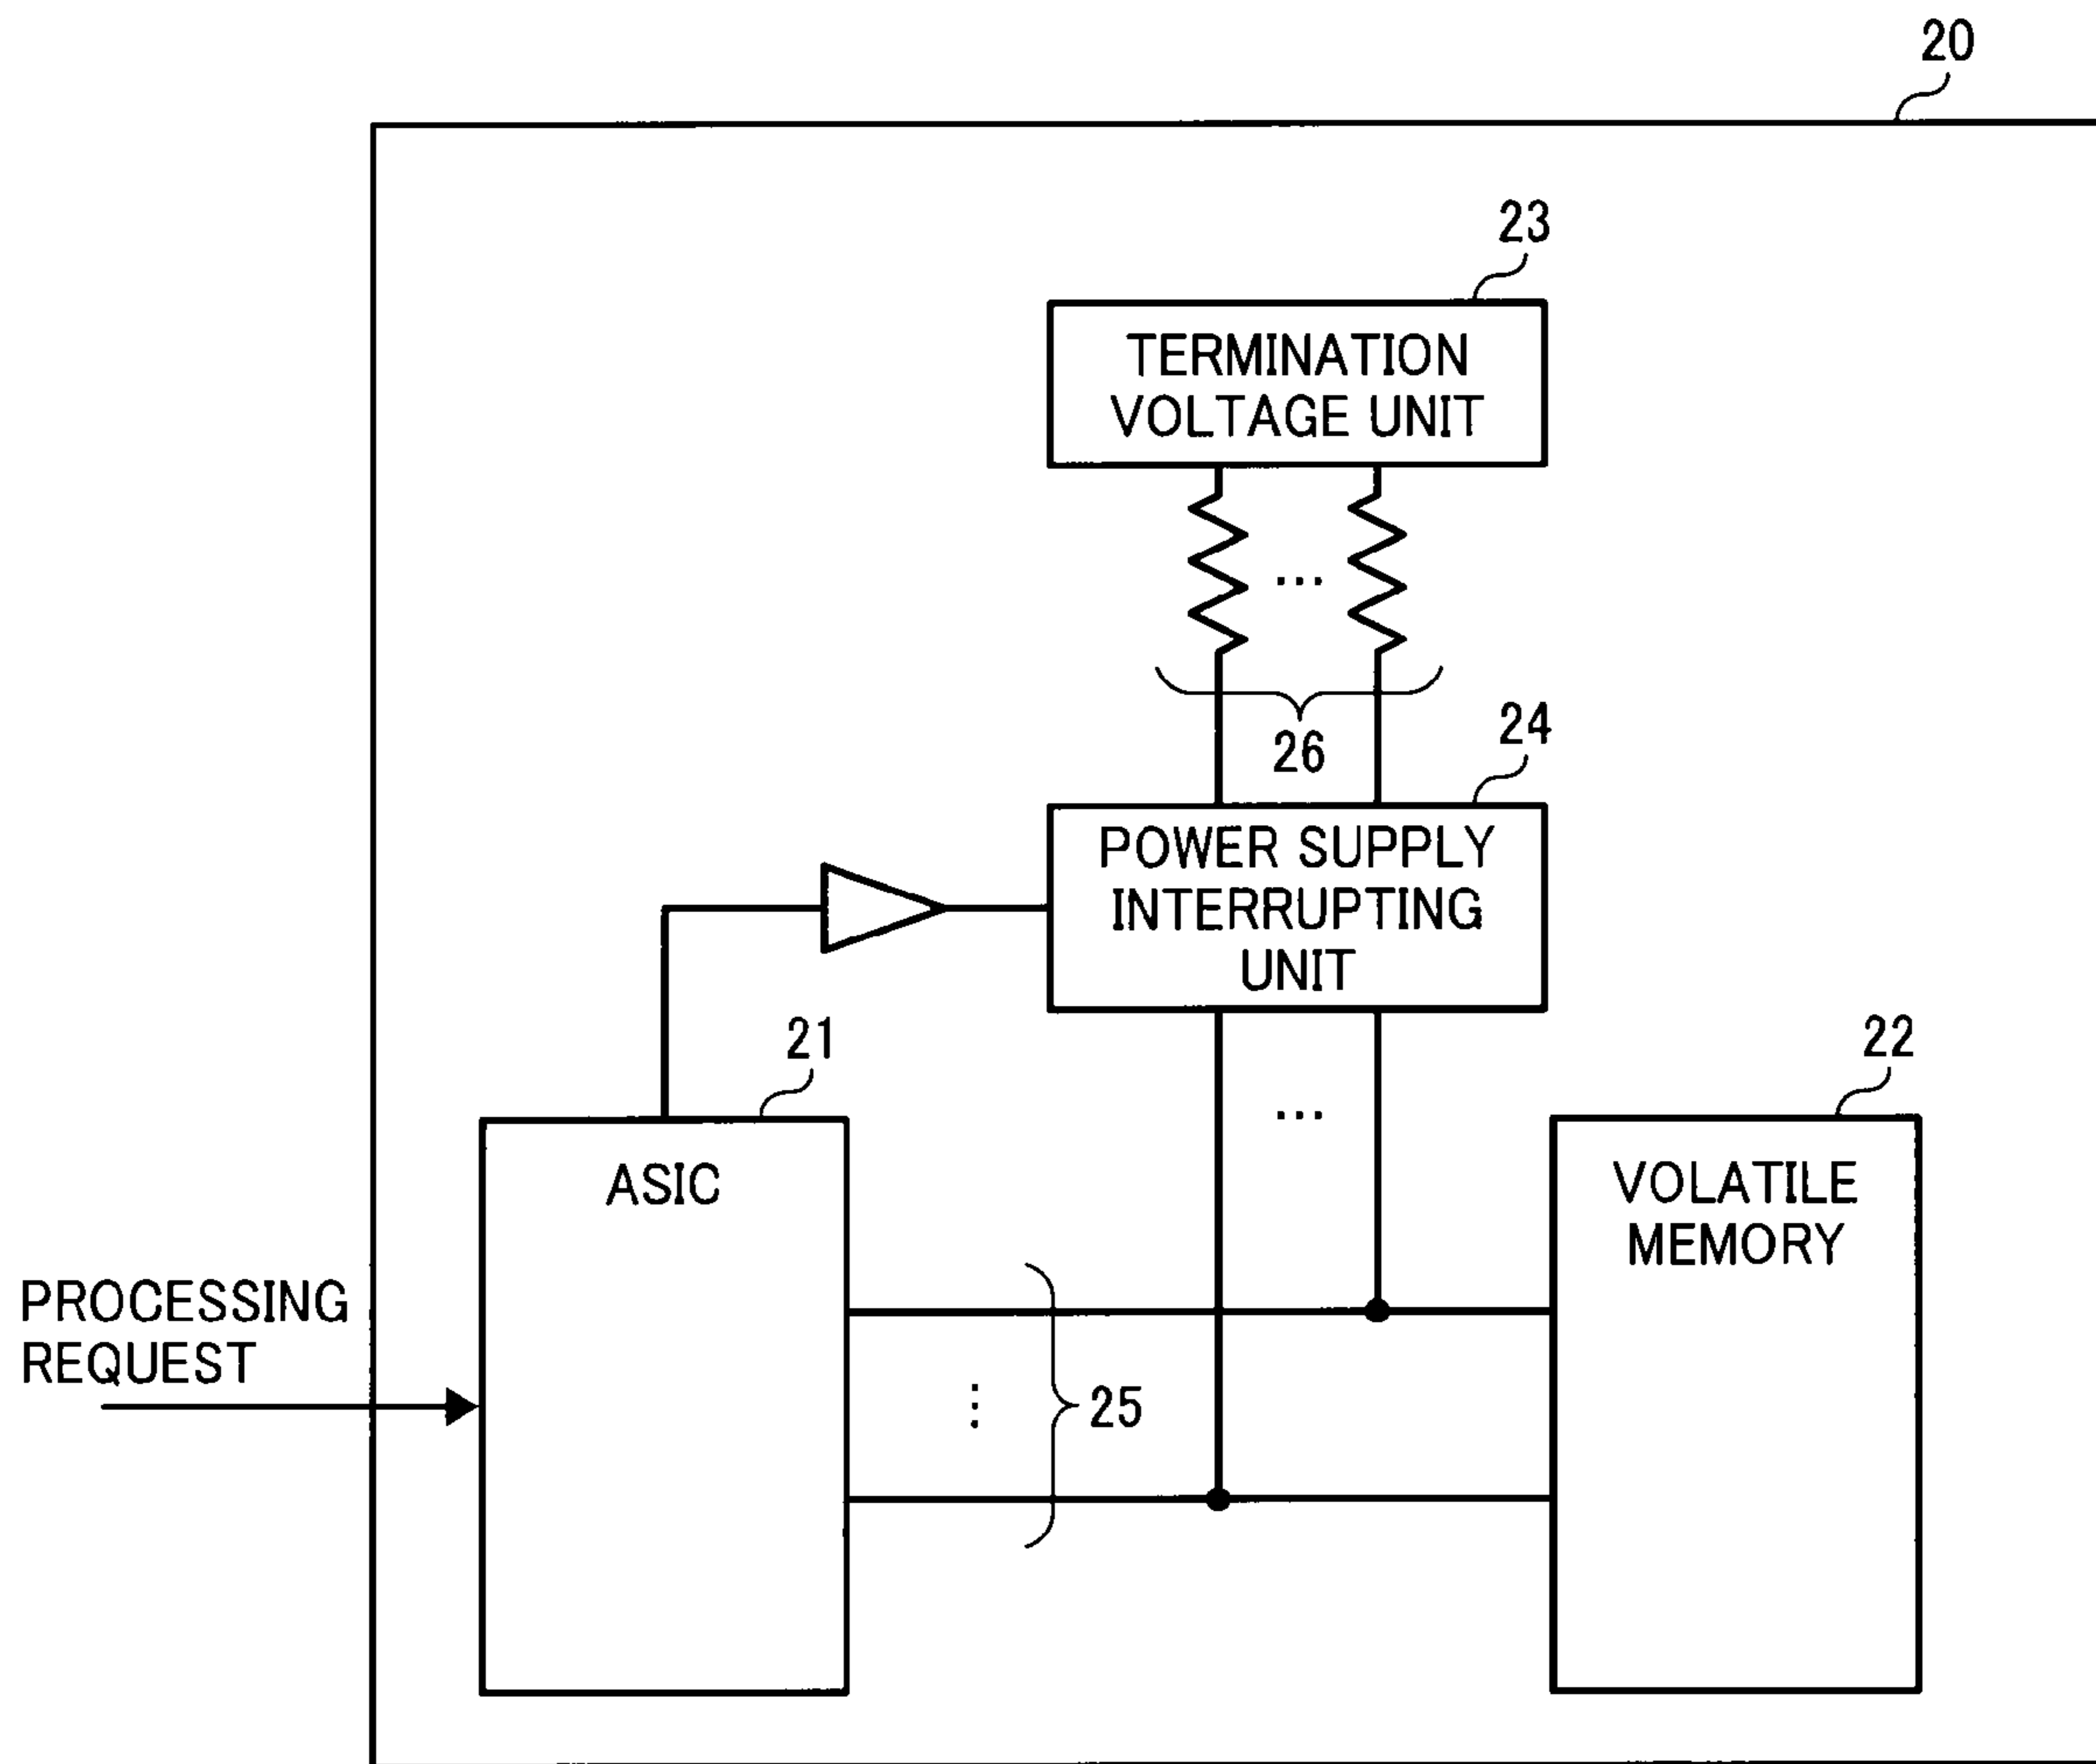 20
23
TERMINATION
VOLTAGE UNIT
...
26
24
POWER SUPPLY
INTERRUPTING
UNIT
21
22
...
ASIC
VOLATILE
MEMORY
PROCESSING
REQUEST
...
25